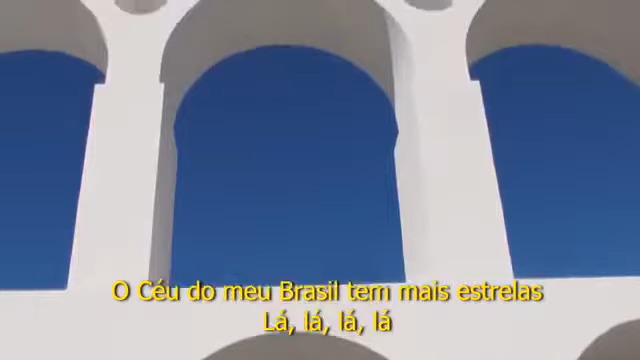 O Céu do meu Brasil tem mais estrelas
Lá, lá, lá, lá